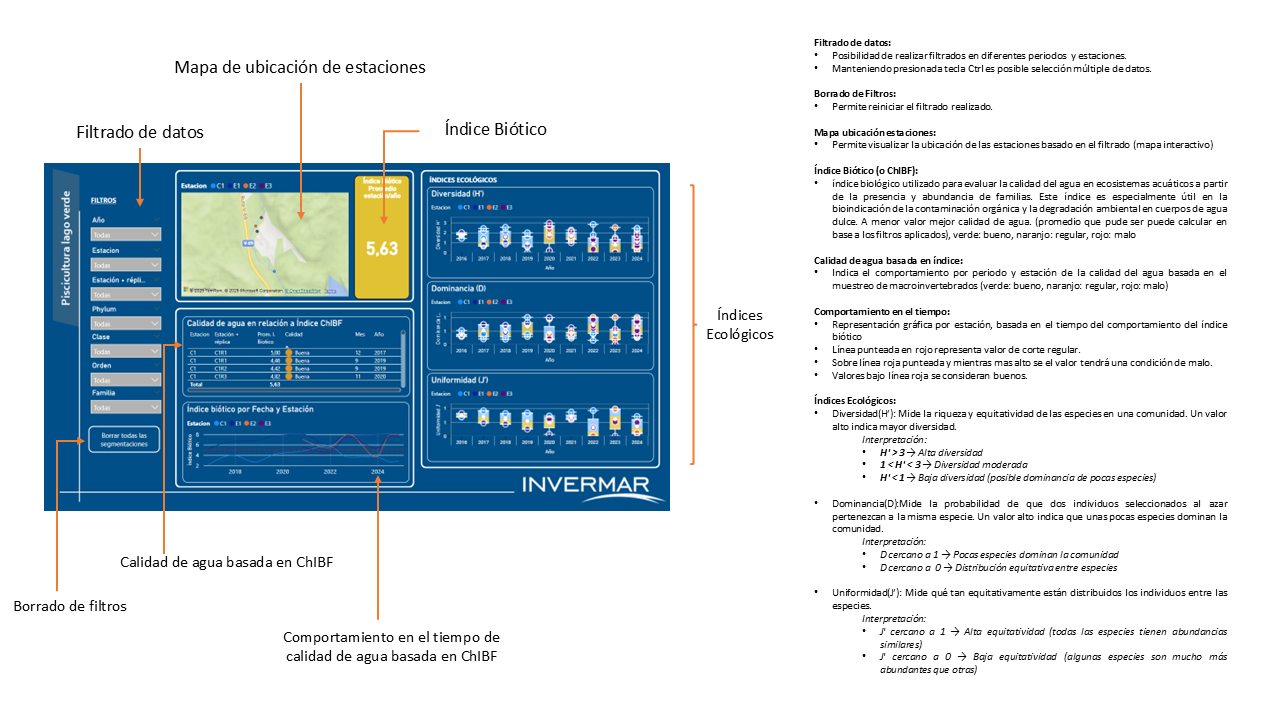 Mapa de ubicación de estaciones
Filtrado de datos
Índice Biótico
Piscicultura lago verde
FILTROS
Año
Todas
Estacion
Todas
Estación + répli...
Todas
Phylum
Todas
Clase
Todas
Orden
Todas
Familia
Todas
Borrar todas las
segmentaciones
Estacion C1 E1 E2 E3
© 2025 TomTom, © 2025 Microsoft Corporation, © OpenStreetMap Terms
Índice Biótico
Promedio
estación/año
5,63
Calidad de agua en relación a Índice ChIBF
Estacion Estación + réplica Prom. I. Biotico Calidad Mes Año
C1 C1R1 5,00 Buena 12 2017
C1 C1R1 4,46 Buena 9 2019
C1 C1R2 4,42 Buena 9 2019
C1 C1R3 4,82 Buena 11 2020
Total 5,63
Índice biótico por Fecha y Estación
Estacion C1 E1 E2 E3
Índice Biótico
8
6
4
2
2018 2020 2022 2024
ÍNDICES ECOLÓGICOS
Diversidad (H')
Estacion C1 E1 E2 E3
Diversidad H'
3
2
1
0
2016 2017 2018 2019 2020 2021 2022 2023 2024
Año
Dominancia (D)
Estacion C1 E1 E2 E3
1
0
2016 2017 2018 2019 2020 2021 2022 2023 2024
Año
Uniformidad (J')
Estacion C1 E1 E2 E3
Uniformidad J'
1
0
2016 2017 2018 2019 2020 2021 2022 2023 2024
Año
INVERMAR
Índices
Ecológicos
Calidad de agua basada en ChIBF
Borrado de filtros
Comportamiento en el tiempo de
calidad de agua basada en ChIBF
Filtrado de datos:
• Posibilidad de realizar filtrados en diferentes periodos y estaciones.
• Manteniendo presionada tecla Ctrl es posible selección múltiple de datos.
Borrado de Filtros:
• Permite reiniciar el filtrado realizado.
Mapa ubicación estaciones:
• Permite visualizar la ubicación de las estaciones basado en el filtrado (mapa interactivo)
Índice Biótico (o ChIBF):
• índice biológico utilizado para evaluar la calidad del agua en ecosistemas acuáticos a partir
de la presencia y abundancia de familias. Este índice es especialmente útil en la
bioindicación de la contaminación orgánica y la degradación ambiental en cuerpos de agua
dulce. A menor valor mejor calidad de agua. (promedio que pude ser puede calcular en
base a los filtros aplicados), verde: bueno, naranjo: regular, rojo: malo
Calidad de agua basada en índice:
• Indica el comportamiento por periodo y estación de la calidad del agua basada en el
muestreo de macroinvertebrados (verde: bueno, naranjo: regular, rojo: malo)
Comportamiento en el tiempo:
• Representación gráfica por estación, basada en el tiempo del comportamiento del índice
biótico
• Línea punteada en rojo representa valor de corte regular.
• Sobre línea roja punteada y mientras mas alto se el valor tendrá una condición de malo.
• Valores bajo línea roja se consideran buenos.
Índices Ecológicos:
• Diversidad(H'): Mide la riqueza y equitatividad de las especies en una comunidad. Un valor
alto indica mayor diversidad.
Interpretación:
• H' > 3 → Alta diversidad
• 1 < H' < 3 → Diversidad moderada
• H' < 1 → Baja diversidad (posible dominancia de pocas especies)
• Dominancia(D):Mide la probabilidad de que dos individuos seleccionados al azar
pertenezcan a la misma especie. Un valor alto indica que unas pocas especies dominan la
comunidad.
Interpretación:
• D cercano a 1 → Pocas especies dominan la comunidad
• D cercano a 0 → Distribución equitativa entre especies
• Uniformidad(J'): Mide qué tan equitativamente están distribuidos los individuos entre las
especies.
Interpretación:
• J' cercano a 1 → Alta equitatividad (todas las especies tienen abundancias
similares)
• J' cercano a 0 → Baja equitatividad (algunas especies son mucho más
abundantes que otras)